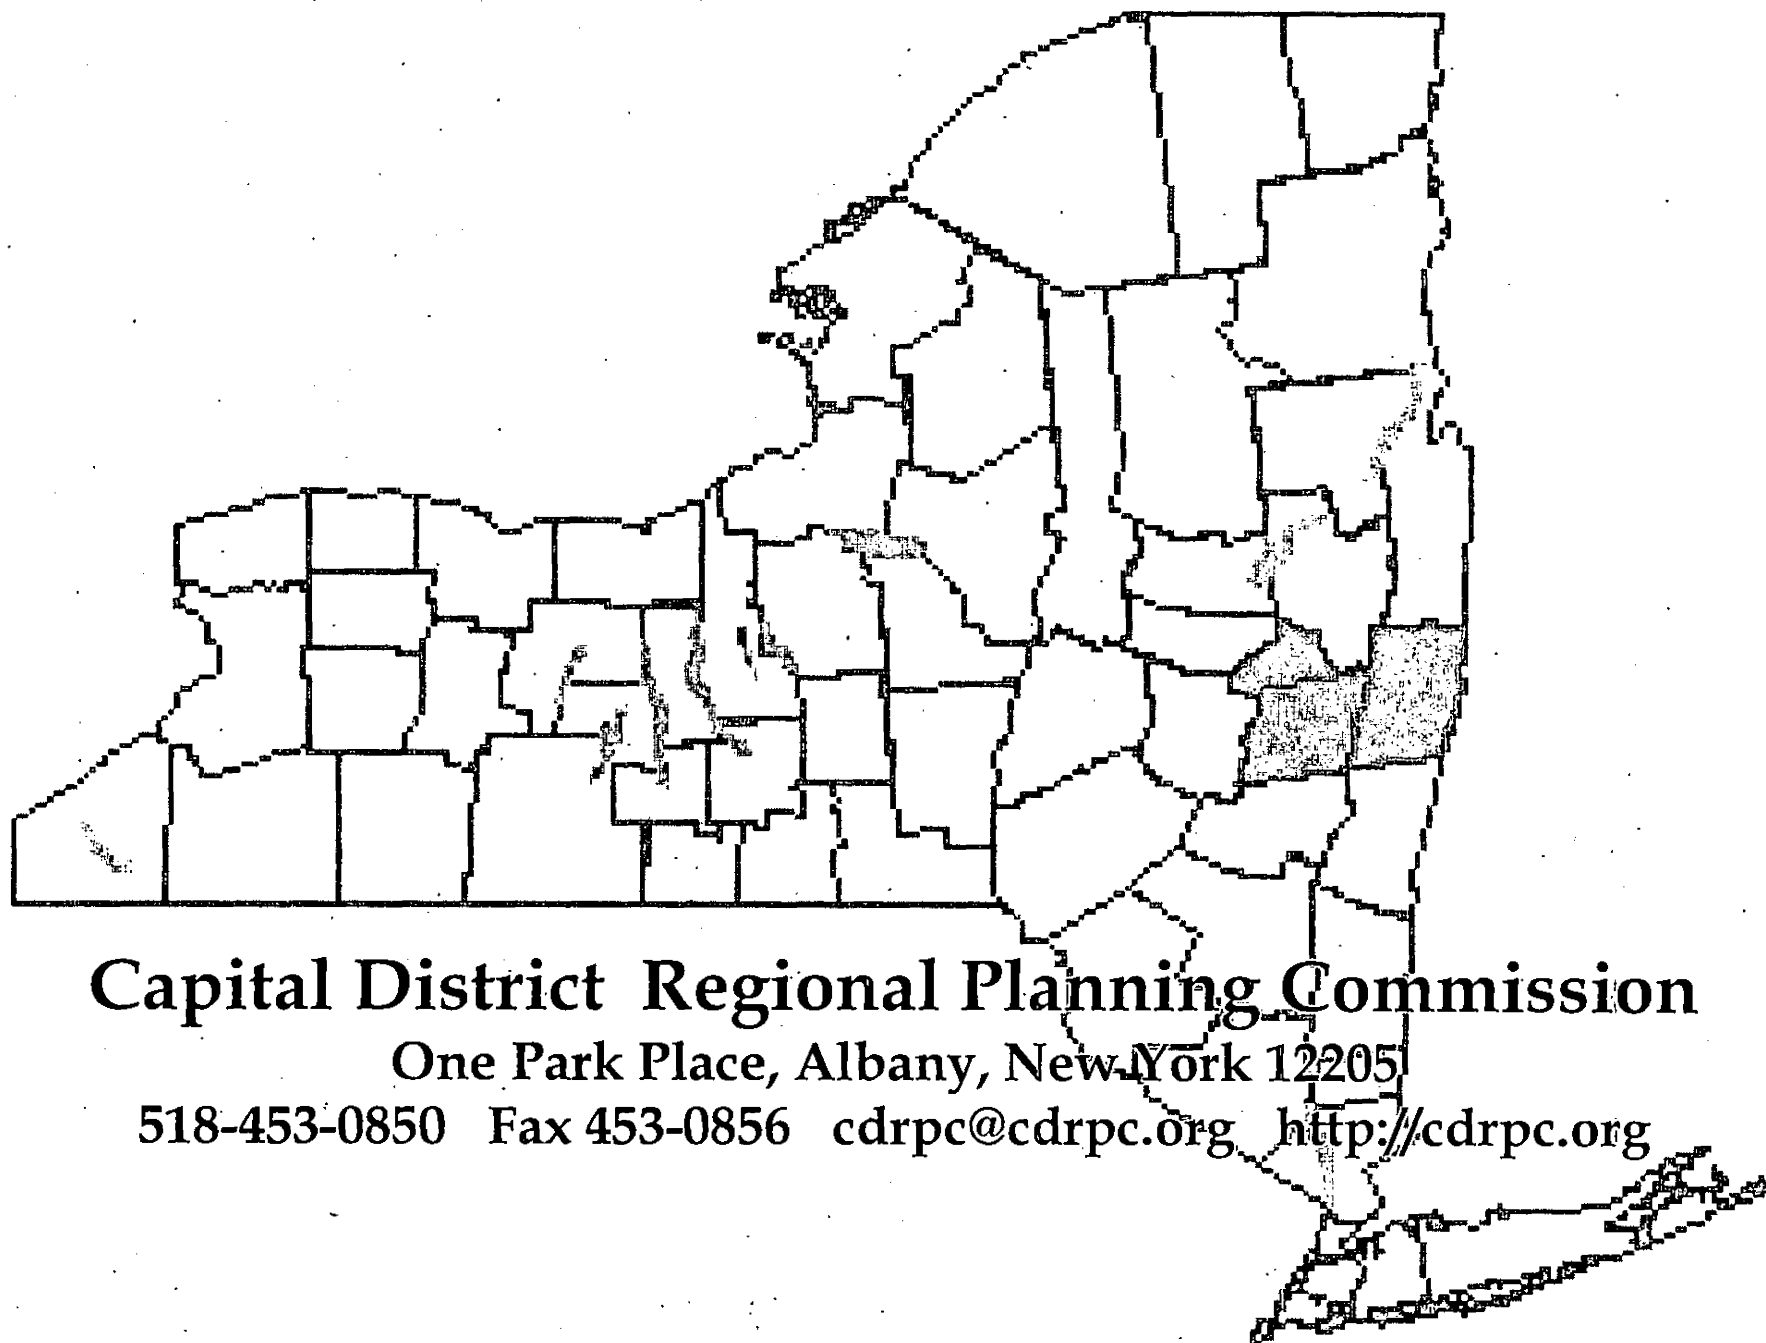 Capital District Regional Planning Commission
One Park Place, Albany, New York 12205
518-453-0850 Fax 453-0856 cdrpc@cdrpc.org http://cdrpc.org